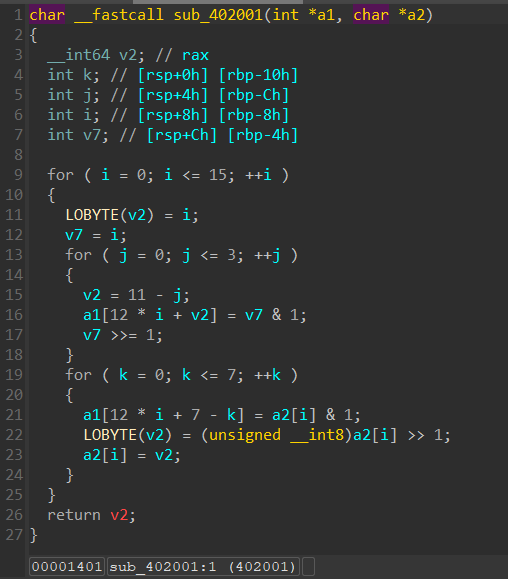 1 char __fastcall sub_402001(int *a1, char *a2)
2 {
3   __int64 v2; // rax
4   int k; // [rsp+0h] [rbp-10h]
5   int j; // [rsp+4h] [rbp-Ch]
6   int i; // [rsp+8h] [rbp-8h]
7   int v7; // [rsp+Ch] [rbp-4h]
8
9   for ( i = 0; i <= 15; ++i )
10   {
11     LOBYTE(v2) = i;
12     v7 = i;
13     for ( j = 0; j <= 3; ++j )
14     {
15       v2 = 11 - j;
16       a1[12 * i + v2] = v7 & 1;
17       v7 >>= 1;
18     }
19     for ( k = 0; k <= 7; ++k )
20     {
21       a1[12 * i + 7 - k] = a2[i] & 1;
22       LOBYTE(v2) = (unsigned __int8)a2[i] >> 1;
23       a2[i] = v2;
24     }
25   }
26   return v2;
27 }
00001401 sub_402001:1 (402001)